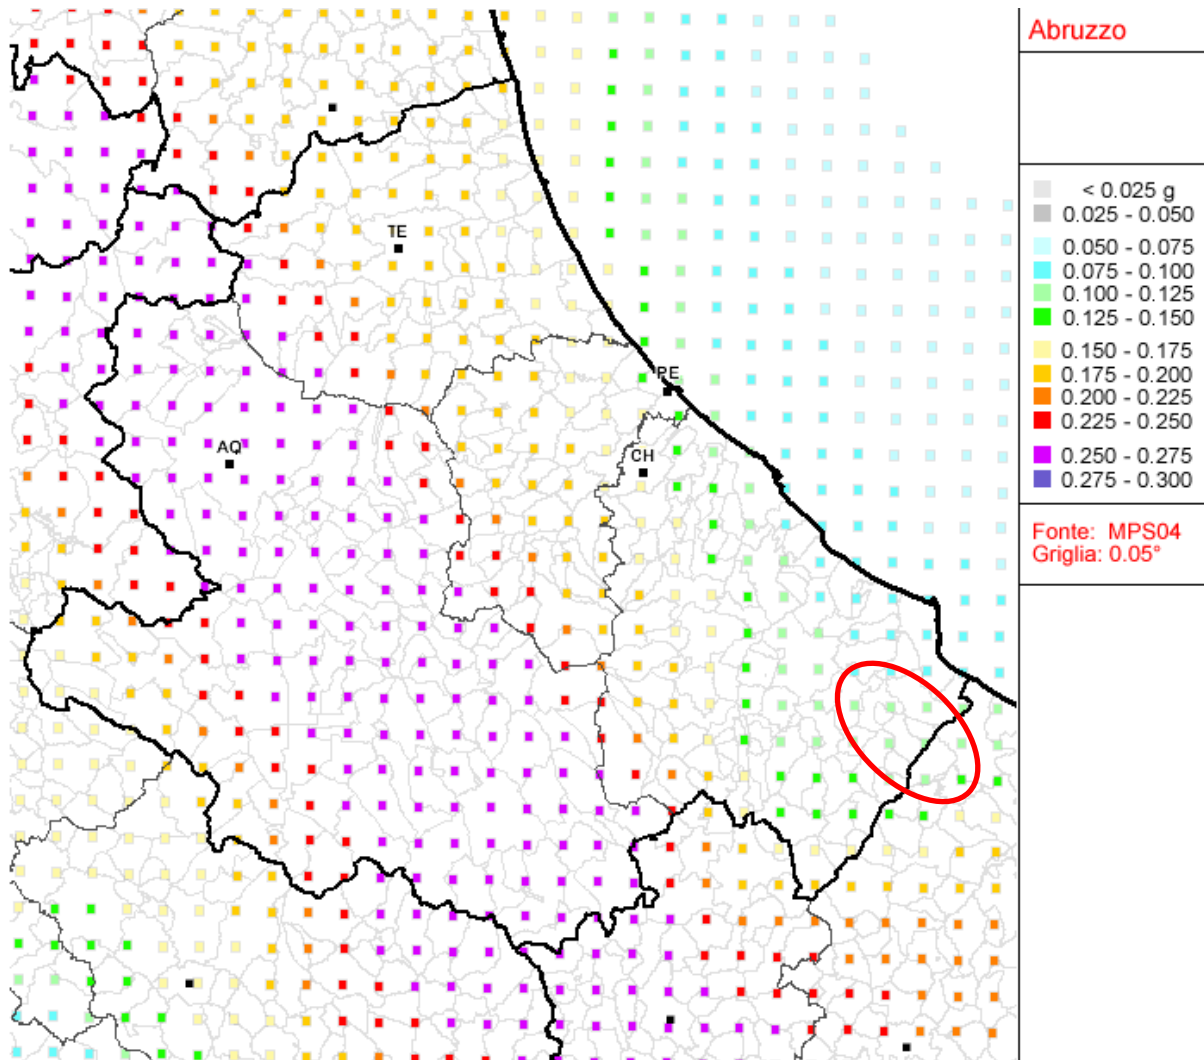 Abruzzo
< 0.025 g
0.025 - 0.050
0.050 - 0.075
0.075 - 0.100
0.100 - 0.125
0.125 - 0.150
0.150 - 0.175
0.175 - 0.200
0.200 - 0.225
0.225 - 0.250
0.250 - 0.275
0.275 - 0.300
Fonte: MPS04
Griglia: 0.05°
TE
PE
AQ
CH